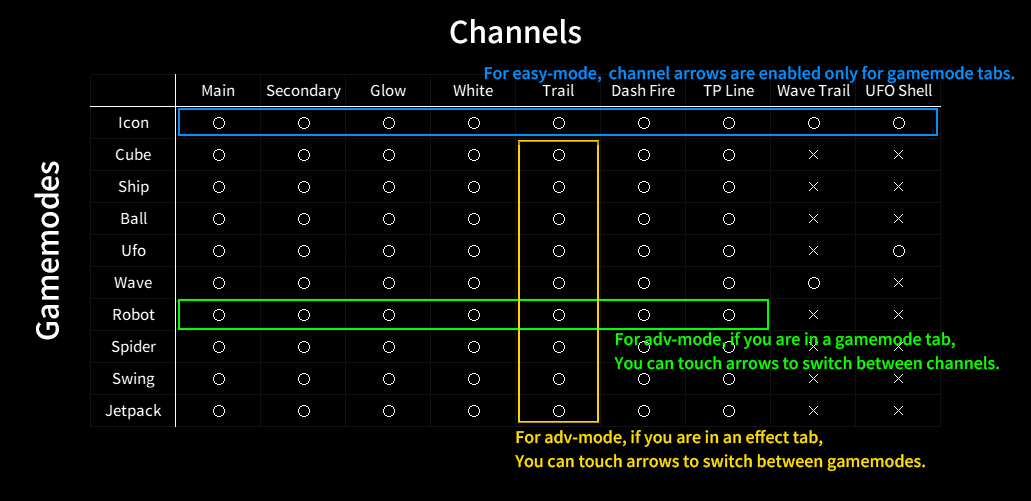 Channels
For easy-mode, channel arrows are enabled only for gamemode tabs.
Main Secondary Glow White Trail Dash Fire TP Line Wave Trail UFO Shell
Gamemodes
Icon ○ ○ ○ ○ ○ ○ ○ ○ ○
Cube ○ ○ ○ ○ ○ ○ ○ × ×
Ship ○ ○ ○ ○ ○ ○ ○ × ×
Ball ○ ○ ○ ○ ○ ○ ○ × ×
Ufo ○ ○ ○ ○ ○ ○ ○ × ○
Wave ○ ○ ○ ○ ○ ○ ○ ○ ×
Robot ○ ○ ○ ○ ○ ○ ○ × ×
For adv-mode, if you are in a gamemode tab,
Spider ○ ○ ○ ○ ○ ○ ○ × ×
You can touch arrows to switch between channels.
Swing ○ ○ ○ ○ ○ ○ ○ × ×
Jetpack ○ ○ ○ ○ ○ ○ ○ × ×
For adv-mode, if you are in an effect tab,
You can touch arrows to switch between gamemodes.